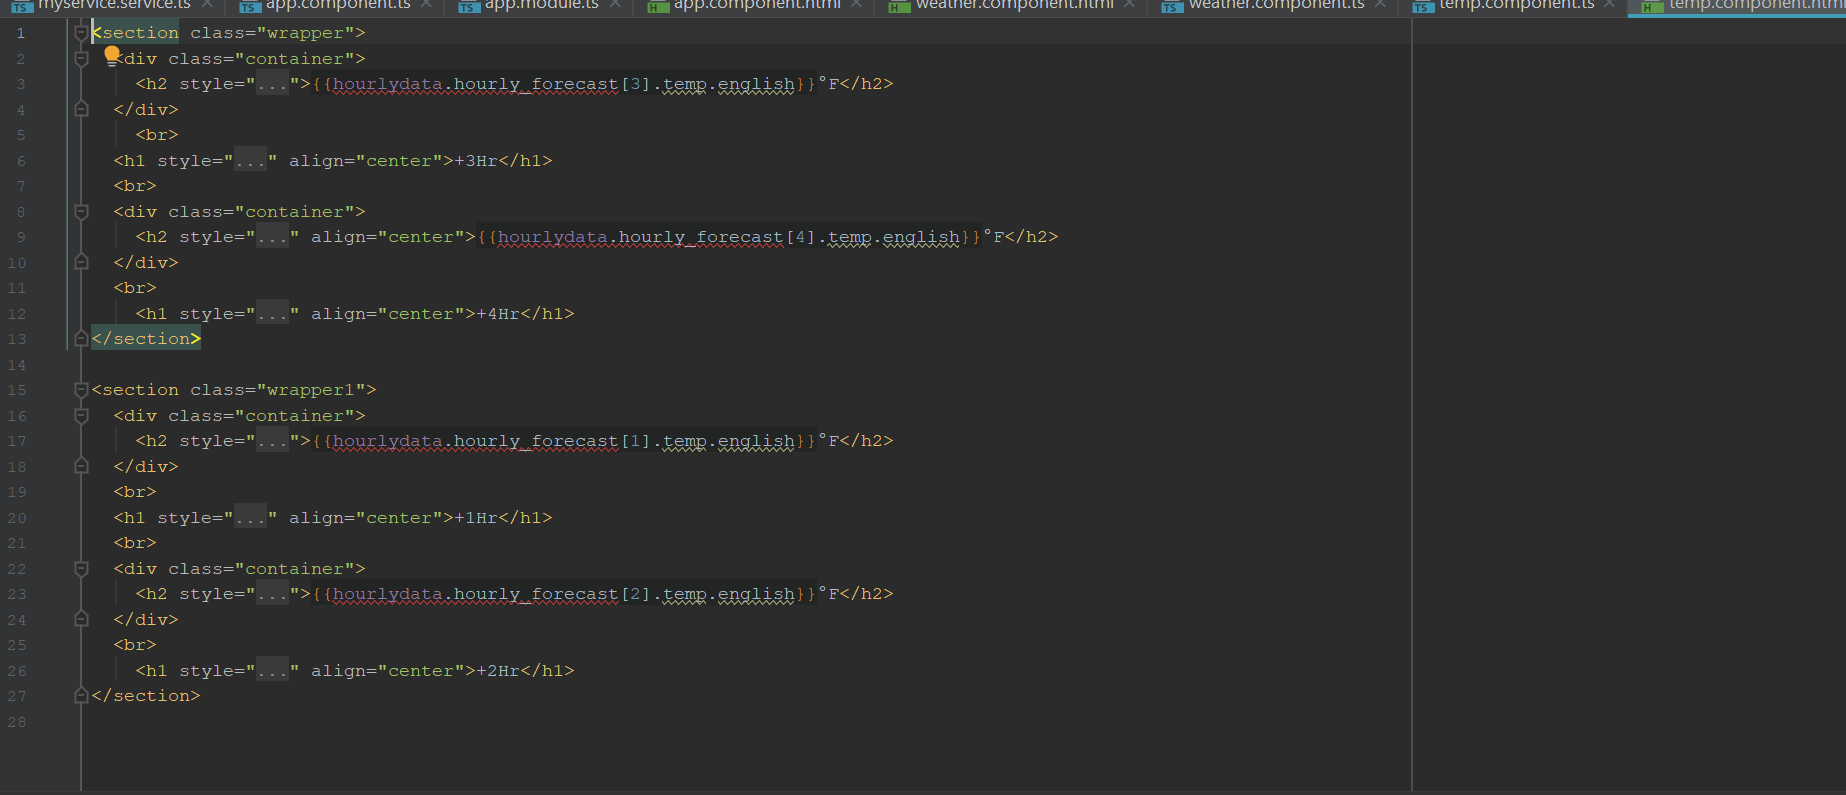 myservice.service.ts app.component.ts app.module.ts app.component.html weather.component.html weather.component.ts temp.component.ts temp.component.html
1 <section class="wrapper">
2 <div class="container">
3 <h2 style="...">{{hourlydata.hourly_forecast[3].temp.english}}°F</h2>
4 </div>
5 <br>
6 <h1 style="..." align="center">+3Hr</h1>
7 <br>
8 <div class="container">
9 <h2 style="..." align="center">{{hourlydata.hourly_forecast[4].temp.english}}°F</h2>
10 </div>
11 <br>
12 <h1 style="..." align="center">+4Hr</h1>
13 </section>
14
15 <section class="wrapper1">
16 <div class="container">
17 <h2 style="...">{{hourlydata.hourly_forecast[1].temp.english}}°F</h2>
18 </div>
19 <br>
20 <h1 style="..." align="center">+1Hr</h1>
21 <br>
22 <div class="container">
23 <h2 style="...">{{hourlydata.hourly_forecast[2].temp.english}}°F</h2>
24 </div>
25 <br>
26 <h1 style="..." align="center">+2Hr</h1>
27 </section>
28